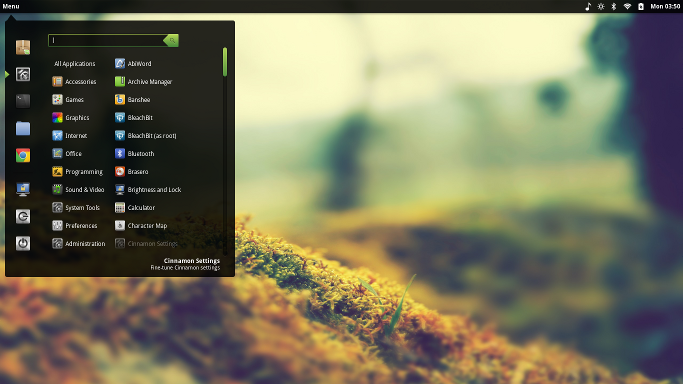 Menu
Mon 03:50
All Applications
Accessories
Games
Graphics
Internet
Office
Programming
Sound & Video
System Tools
Preferences
Administration
AbiWord
Archive Manager
Banshee
BleachBit
BleachBit (as root)
Bluetooth
Brasero
Brightness and Lock
Calculator
Character Map
Cinnamon Settings
Cinnamon Settings
Fine-tune Cinnamon settings